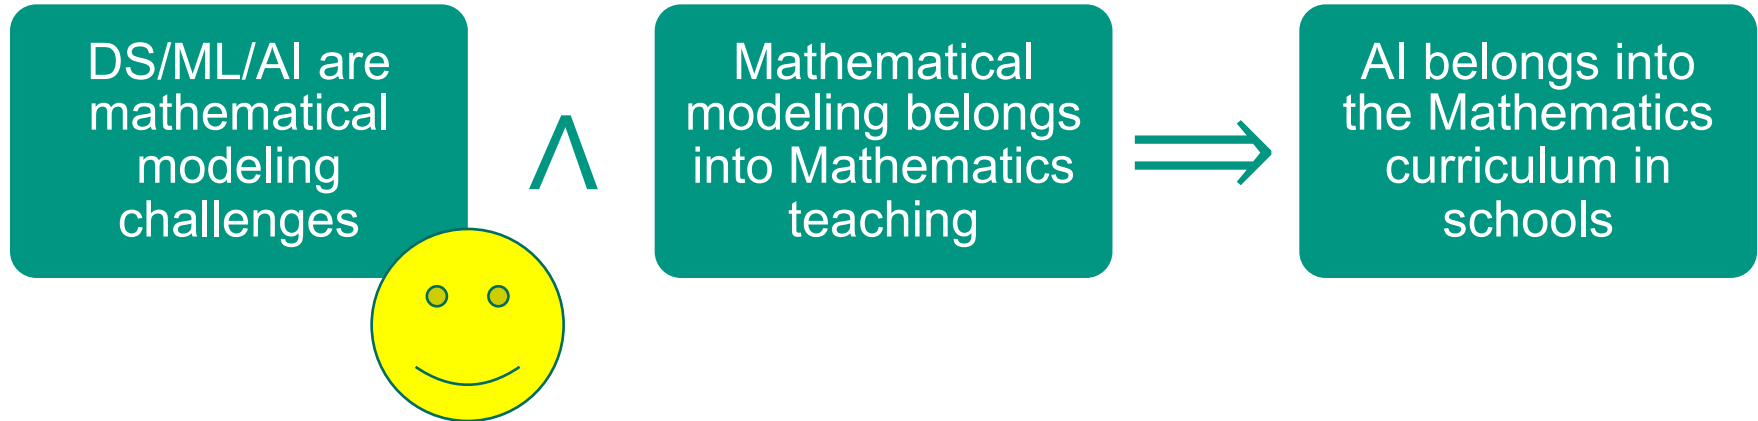 DS/ML/AI are
mathematical
modeling
challenges
∧
Mathematical
modeling belongs
into Mathematics
teaching
⟹
AI belongs into
the Mathematics
curriculum in
schools